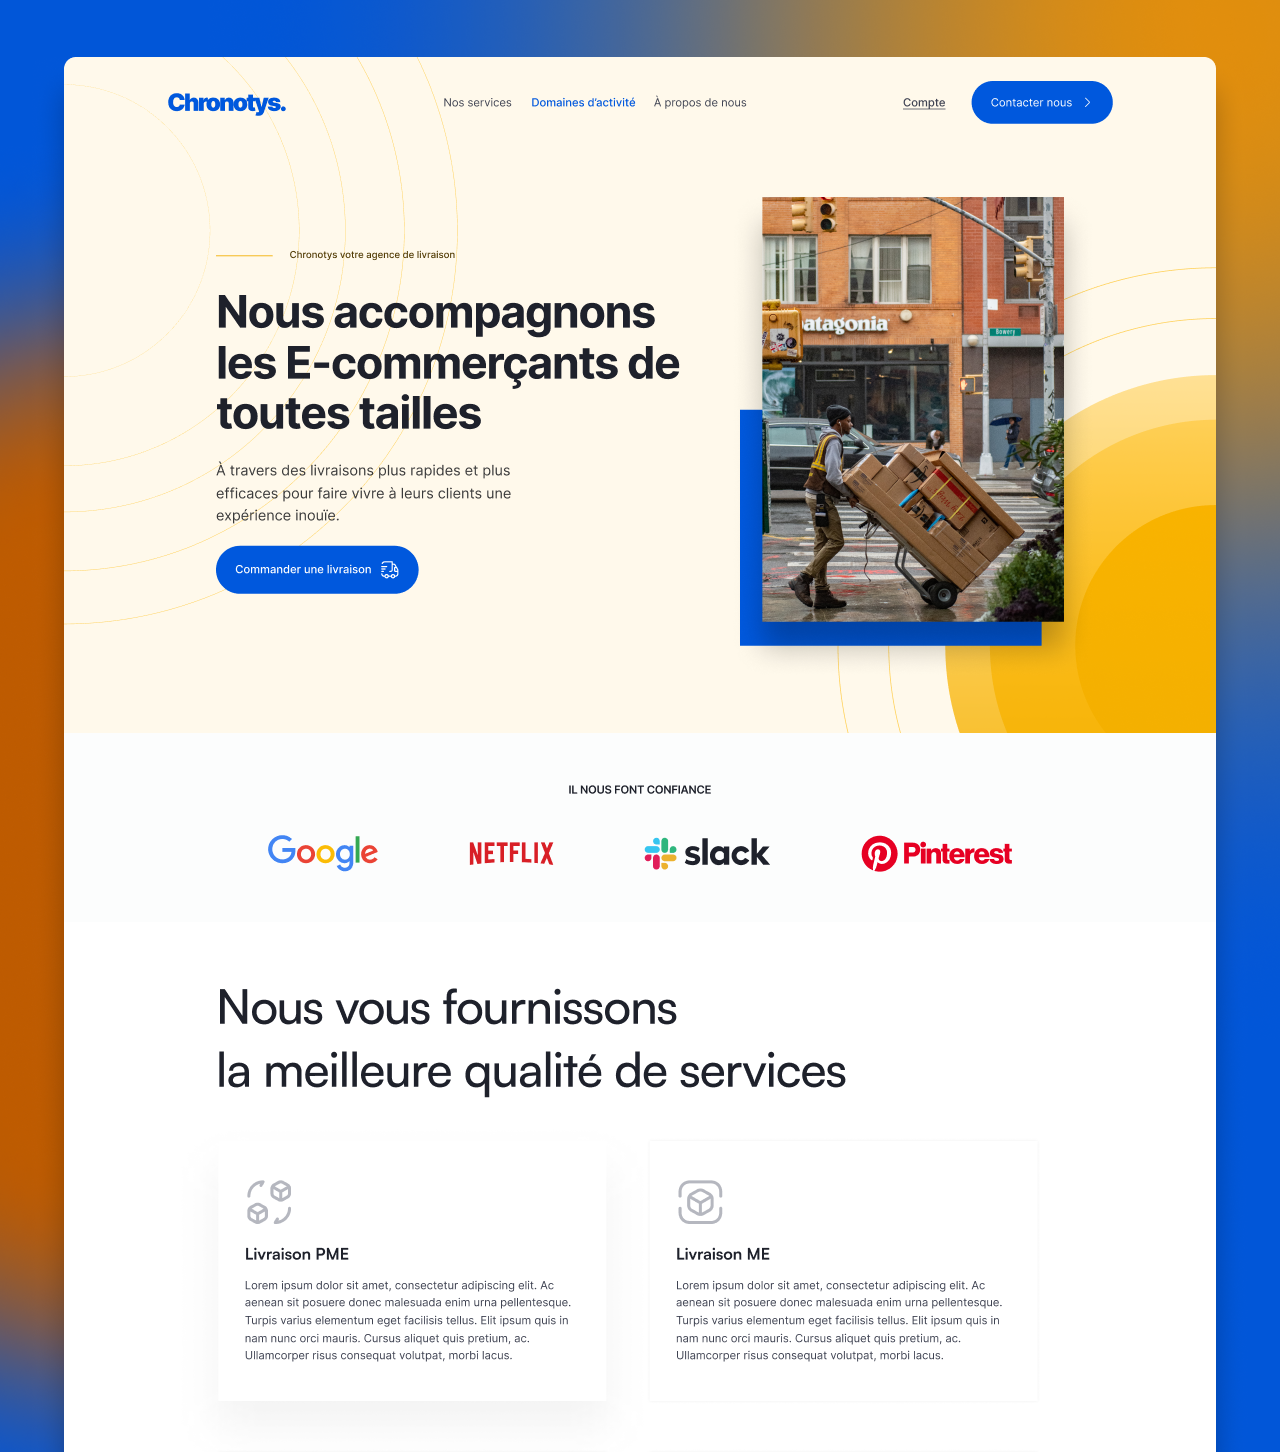 Chronotys.
Nos services
Domaines d'activité
À propos de nous
Compte
Contacter nous
Chronotys votre agence de livraison
Nous accompagnons
les E-commerçants de
toutes tailles
À travers des livraisons plus rapides et plus
efficaces pour faire vivre à leurs clients une
expérience inouïe.
Commander une livraison
patagonia
Bowery
IL NOUS FONT CONFIANCE
Google
NETFLIX
slack
Pinterest
Nous vous fournissons
la meilleure qualité de services
Livraison PME
Lorem ipsum dolor sit amet, consectetur adipiscing elit. Ac
aenean sit posuere donec malesuada enim urna pellentesque.
Turpis varius elementum eget facilisis tellus. Elit ipsum quis in
nam nunc orci mauris. Cursus aliquet quis pretium, ac.
Ullamcorper risus consequat volutpat, morbi lacus.
Livraison ME
Lorem ipsum dolor sit amet, consectetur adipiscing elit. Ac
aenean sit posuere donec malesuada enim urna pellentesque.
Turpis varius elementum eget facilisis tellus. Elit ipsum quis in
nam nunc orci mauris. Cursus aliquet quis pretium, ac.
Ullamcorper risus consequat volutpat, morbi lacus.